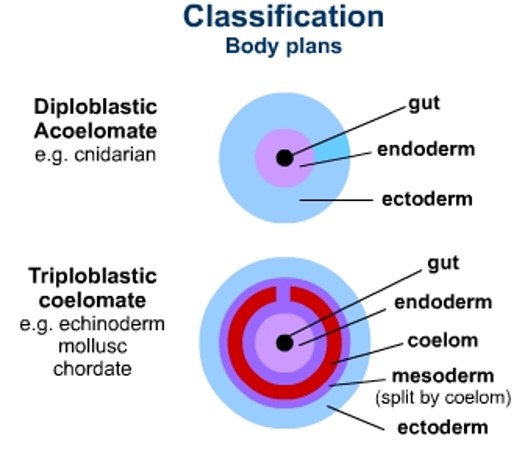 Classification
Body plans
Diploblastic
Acoelomate
e.g. cnidarian
gut
endoderm
ectoderm
Triploblastic
coelomate
e.g. echinoderm
mollusc
chordate
gut
endoderm
coelom
mesoderm
(split by coelom)
ectoderm